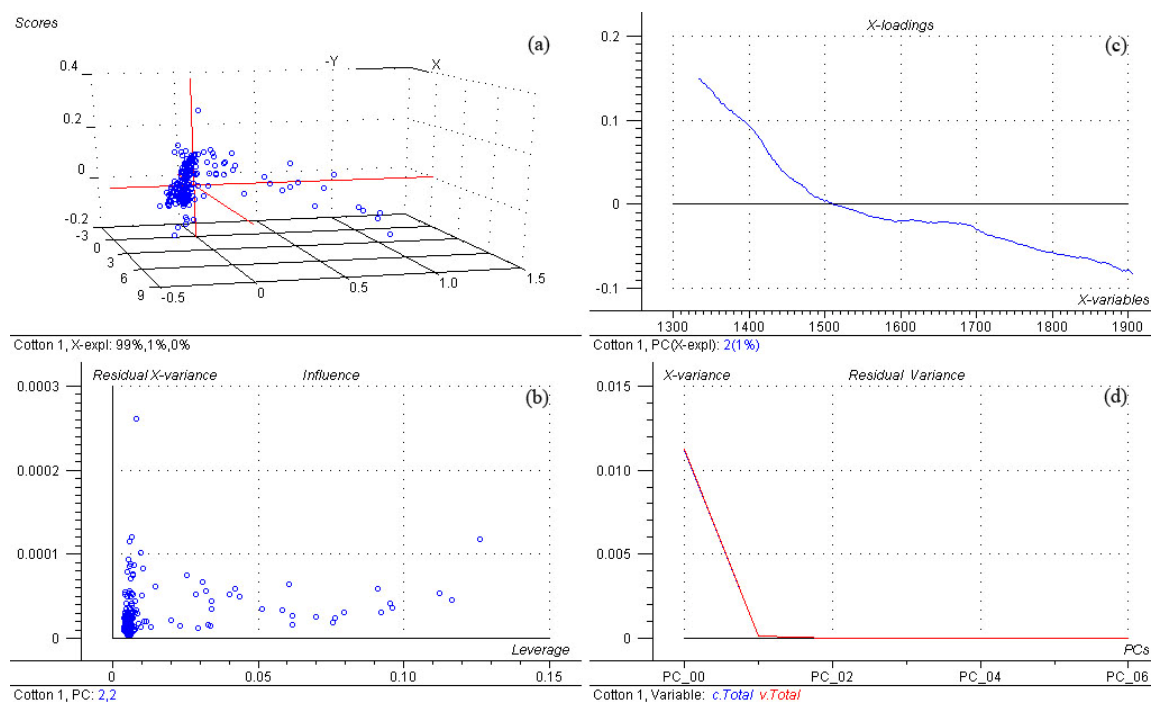 Scores
(a)
-Y X
0.4
0.2
0
-0.2
-3
0
3
6
9
-0.5 0 0.5 1.0 1.5
Cotton 1, X-expl: 99%,1%,0%
X-loadings
(c)
0.2
0.1
0
-0.1
X-variables
1300 1400 1500 1600 1700 1800 1900
Cotton 1, PC(X-expl): 2(1%)
Residual X-variance Influence
(b)
0.0003
0.0002
0.0001
0
Leverage
0 0.05 0.10 0.15
Cotton 1, PC: 2,2
X-variance Residual Variance
(d)
0.015
0.010
0.005
0
PCs
PC_00 PC_02 PC_04 PC_06
Cotton 1, Variable: c.Total v.Total